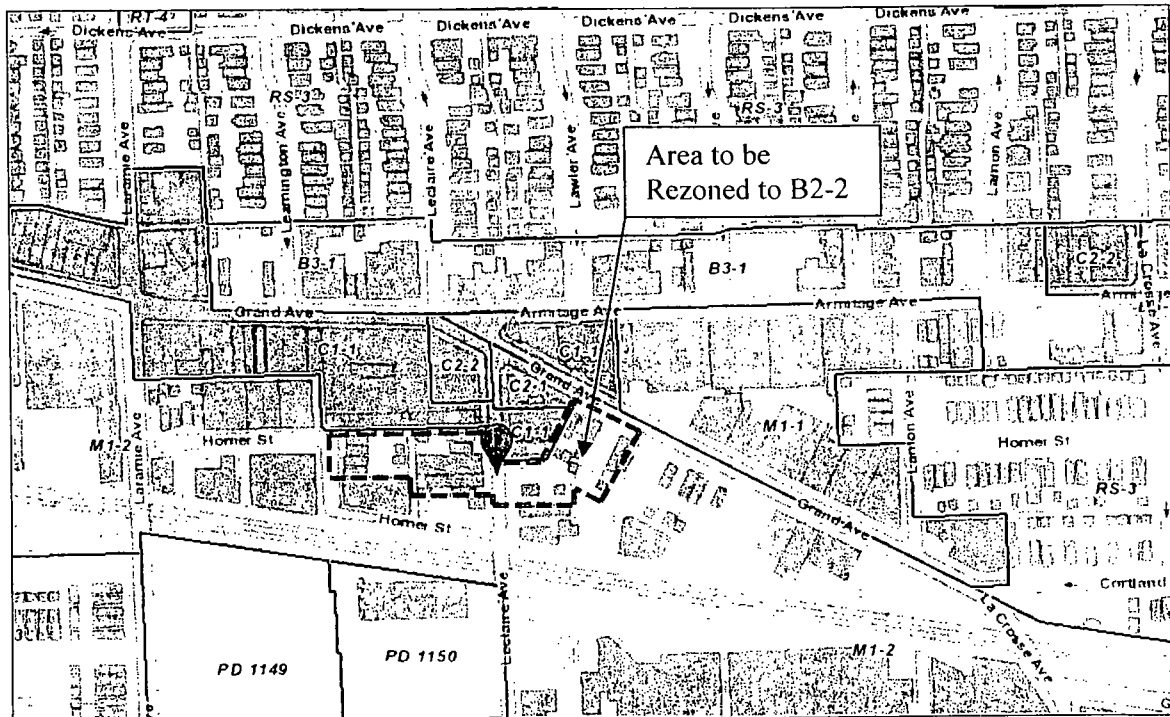 RT-4
Dickens Ave
Dickens Ave
Dickens Ave
Dickens Ave
Dickens Ave
Dickens Ave
RS-3
RS-3
Laramie Ave
Leamington Ave
Leclaire Ave
Lawler Ave
Lamon Ave
Area to be
Rezoned to B2-2
B3-1
B3-1
C2-2
La Crosse Ave
Grand Ave
Armitage Ave
Armitage Ave
C1-1
C2-2
C1-1
C2-1
Grand Ave
C1-1
M1-1
M1-2
Laramie Ave
Homer St
Lamon Ave
Homer St
RS-3
Homer St
Grand Ave
Cortland
Leclaire Ave
La Crosse Ave
PD 1149
PD 1150
M1-2